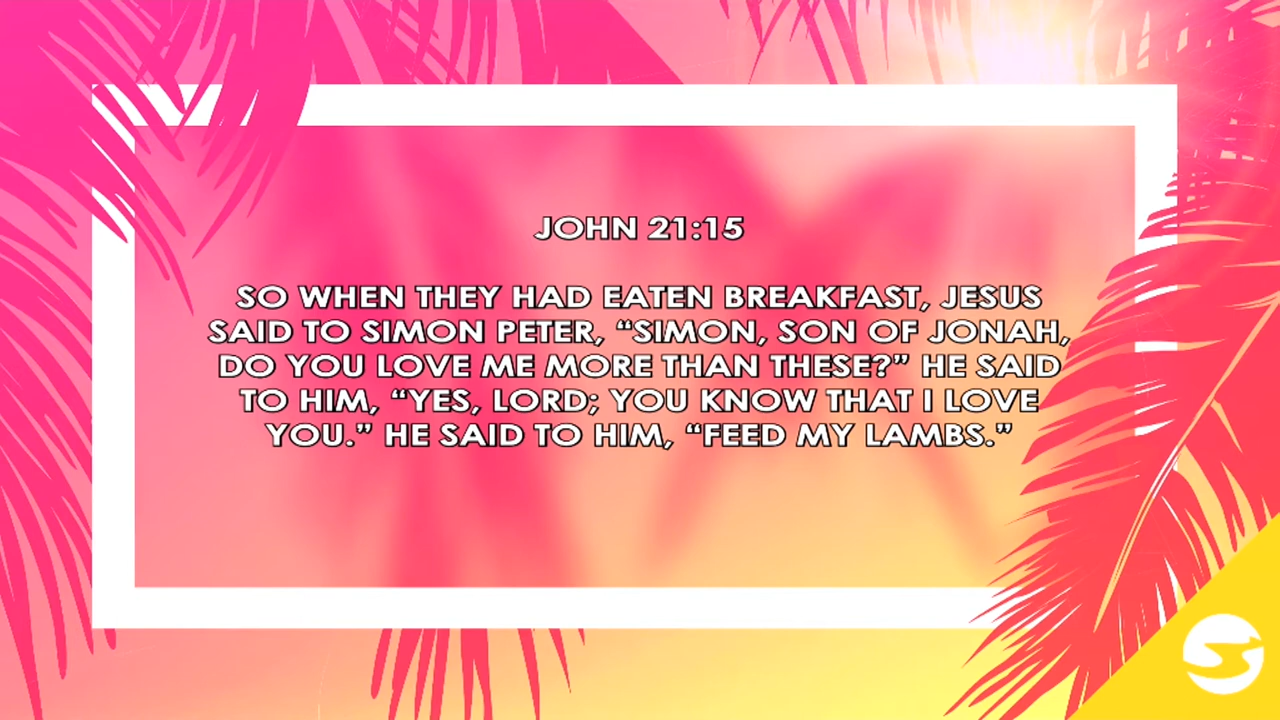 JOHN 21:15
SO WHEN THEY HAD EATEN BREAKFAST, JESUS
SAID TO SIMON PETER, “SIMON, SON OF JONAH,
DO YOU LOVE ME MORE THAN THESE?” HE SAID
TO HIM, “YES, LORD; YOU KNOW THAT I LOVE
YOU.” HE SAID TO HIM, “FEED MY LAMBS.”